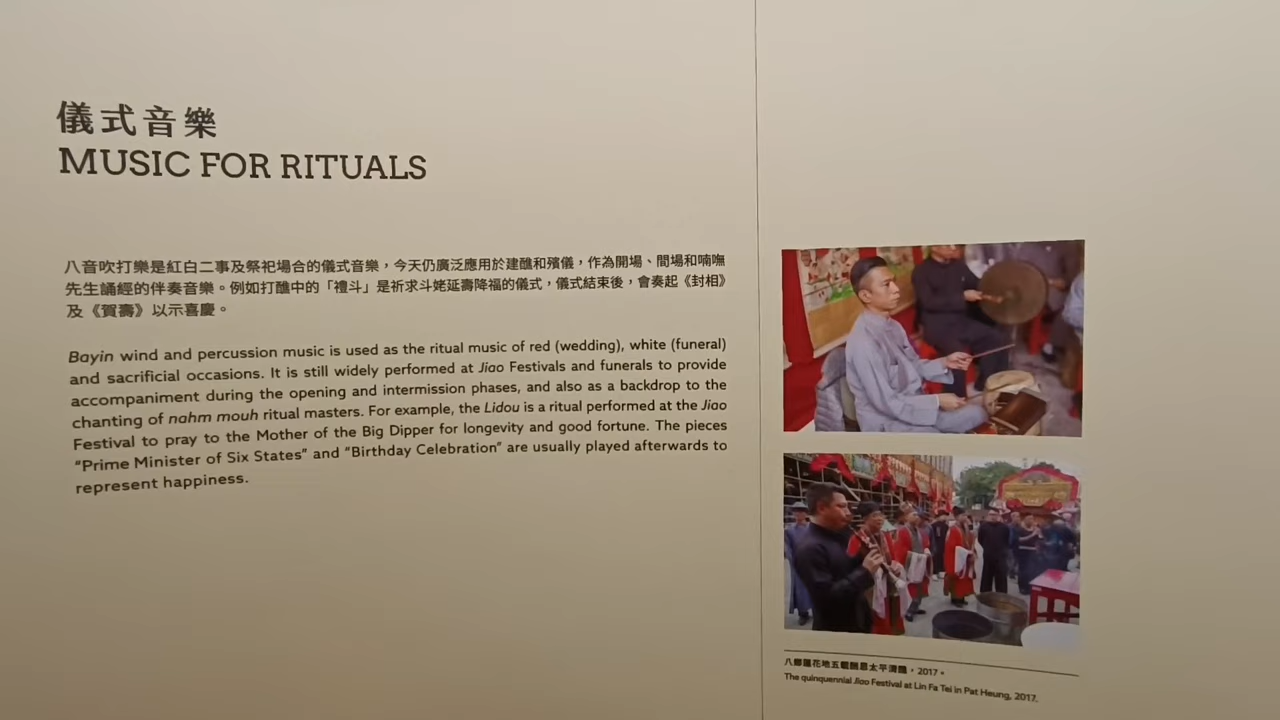 儀式音樂
MUSIC FOR RITUALS
八音吹打樂是紅白二事及祭祀場合的儀式音樂，今天仍廣泛應用於建醮和殯儀，作為開場、間場和喃嘸
先生誦經的伴奏音樂。例如打醮中的「禮斗」是祈求斗姥延壽降福的儀式，儀式結束後，會奏起《封相》
及《賀壽》以示喜慶。
Bayin wind and percussion music is used as the ritual music of red (wedding), white (funeral)
and sacrificial occasions. It is still widely performed at Jiao Festivals and funerals to provide
accompaniment during the opening and intermission phases, and also as a backdrop to the
chanting of nahm mouh ritual masters. For example, the Lidou is a ritual performed at the Jiao
Festival to pray to the Mother of the Big Dipper for longevity and good fortune. The pieces
“Prime Minister of Six States” and “Birthday Celebration” are usually played afterwards to
represent happiness.
八鄉蓮花地五年酬恩太平清醮，2017。
The quinquennial Jiao Festival at Lin Fa Tei in Pat Heung, 2017.